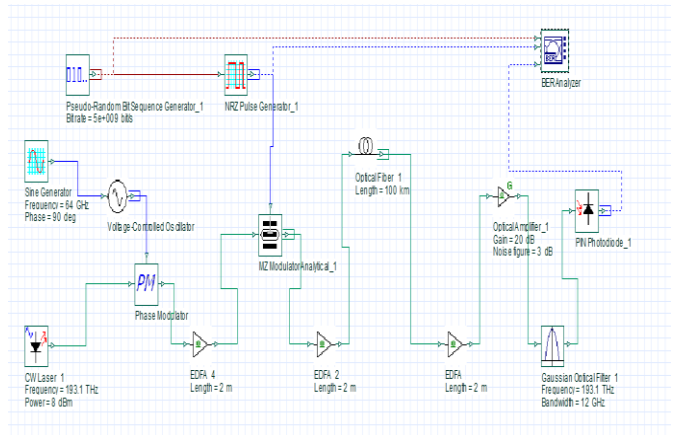 BER
BER Analyzer
Pseudo-Random Bit Sequence Generator_1
Bitrate = 5e+009 bit/s
NRZ Pulse Generator_1
Sine Generator
Frequency = 64 GHz
Phase = 90 deg
Voltage-Controlled Oscillator
Optical Fiber 1
Length = 100 km
MZ Modulator Analytical_1
G
Optical Amplifier_1
Gain = 20 dB
Noise figure = 3 dB
PIN Photodiode_1
PM
Phase Modulator
CW Laser 1
Frequency = 193.1 THz
Power = 8 dBm
EDFA 4
Length = 2 m
EDFA 2
Length = 2 m
EDFA
Length = 2 m
Gaussian Optical Filter 1
Frequency = 193.1 THz
Bandwidth = 12 GHz